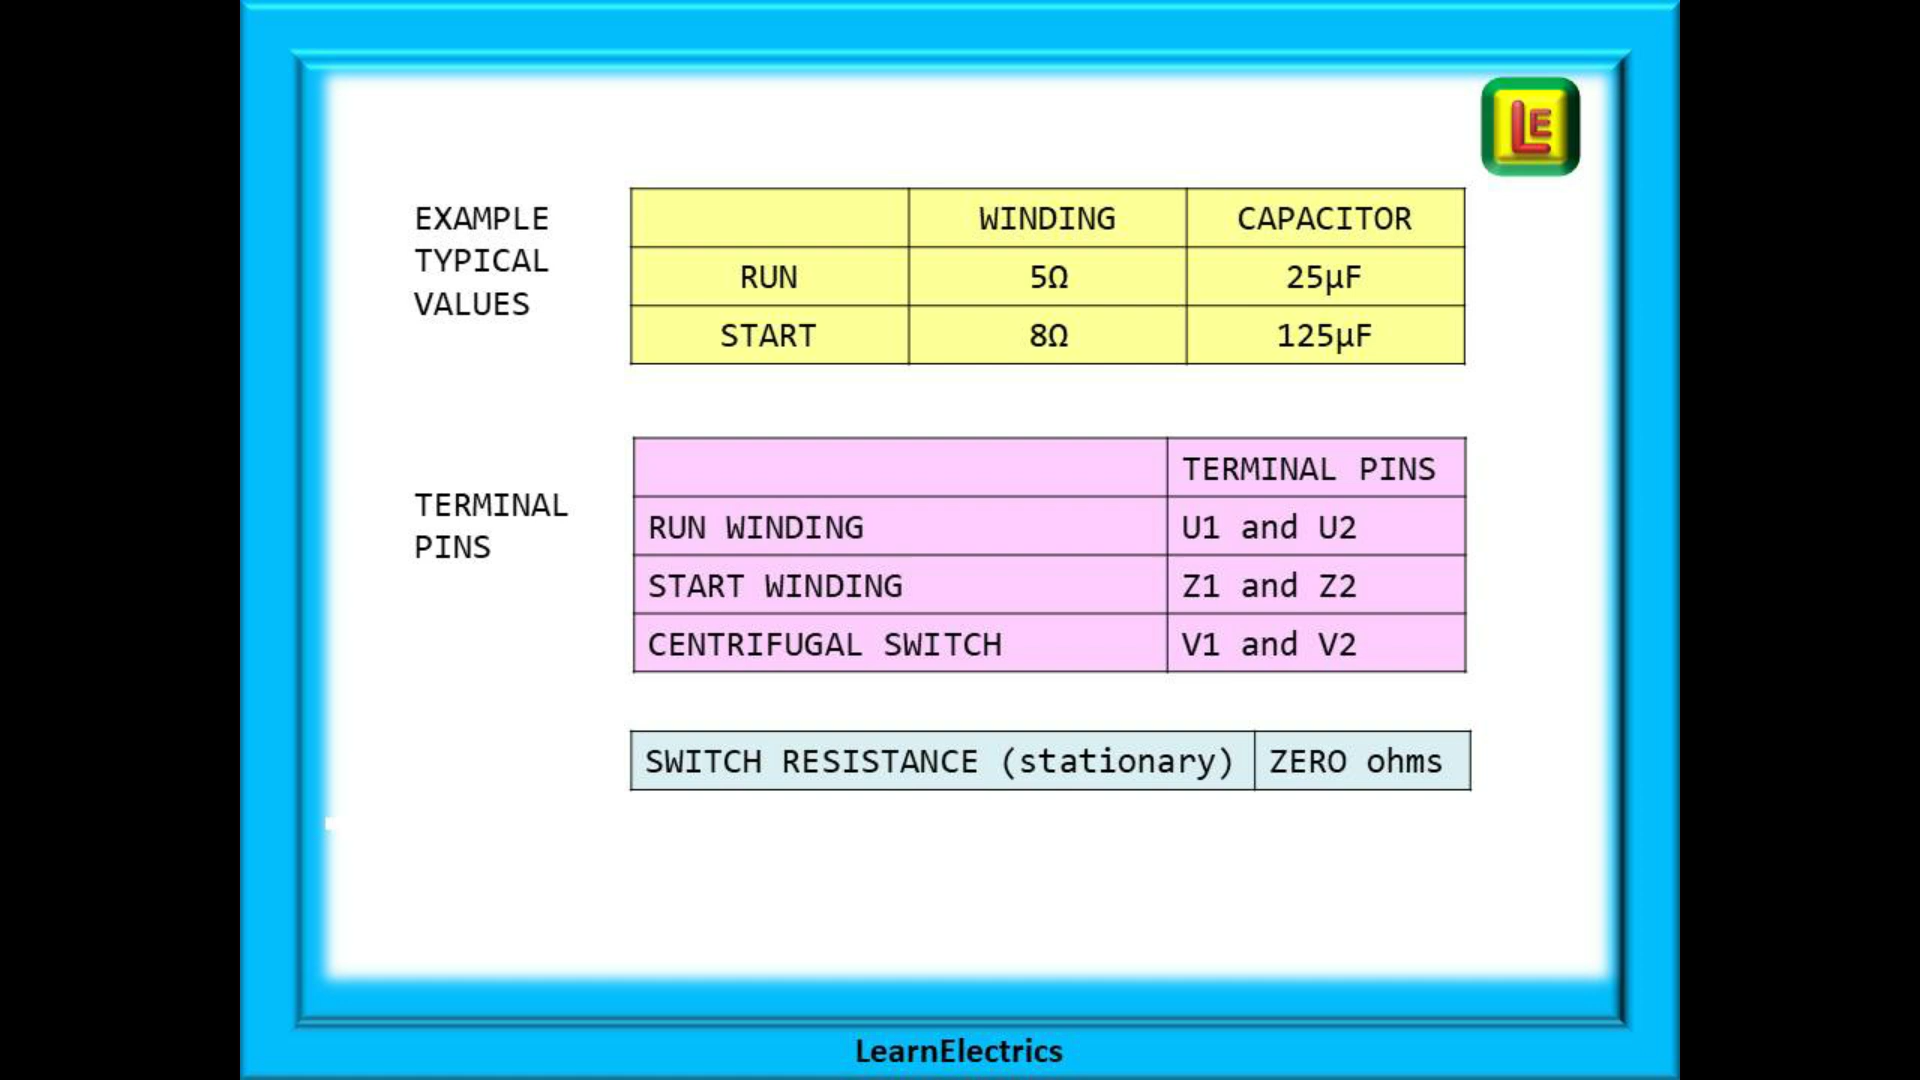 LE
EXAMPLE
TYPICAL
VALUES
WINDING CAPACITOR
RUN 5Ω 25μF
START 8Ω 125μF
TERMINAL
PINS
TERMINAL PINS
RUN WINDING U1 and U2
START WINDING Z1 and Z2
CENTRIFUGAL SWITCH V1 and V2
SWITCH RESISTANCE (stationary) ZERO ohms
LearnElectrics